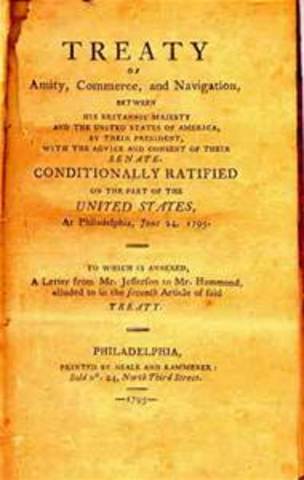 TREATY
OF
Amity, Commerce, and Navigation,
BETWEEN
HIS BRITANNIC MAJESTY
AND THE UNITED STATES OF AMERICA,
BY THEIR PRESIDENT,
WITH THE ADVICE AND CONSENT OF THEIR
SENATE.
CONDITIONALLY RATIFIED
ON THE PART OF THE
UNITED STATES,
At Philadelphia, June 24, 1795.
TO WHICH IS ANNEXED,
A Letter from Mr. Jefferson to Mr. Hammond,
alluded to in the seventh Article of said
TREATY.
PHILADELPHIA,
PRINTED BY NEALE AND KAMMERER:
Sold No. 24, North Third Street.
—1795—